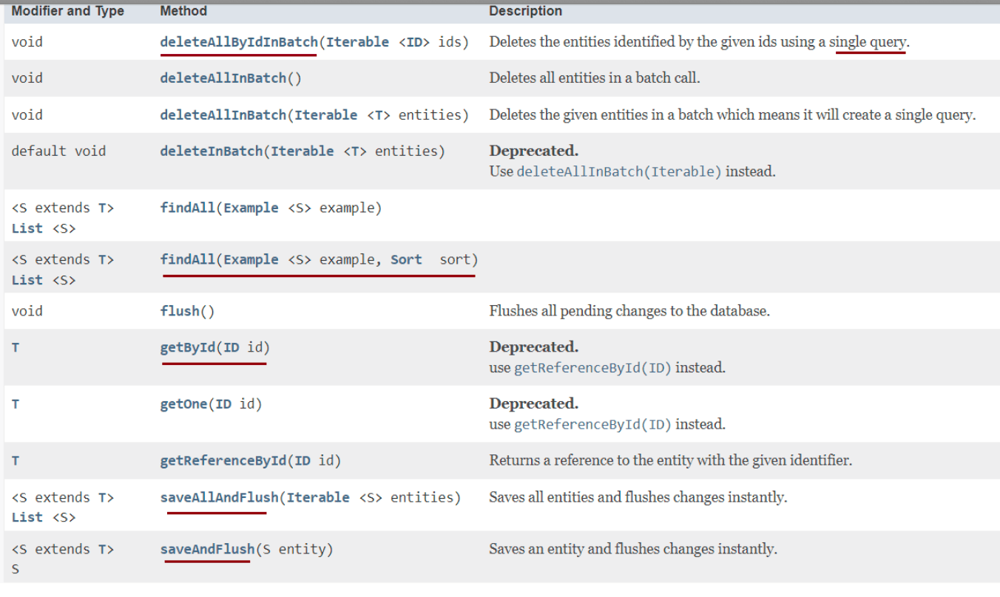 Modifier and Type Method Description
void deleteAllByIdInBatch(Iterable <ID> ids) Deletes the entities identified by the given ids using a single query.
void deleteAllInBatch() Deletes all entities in a batch call.
void deleteAllInBatch(Iterable <T> entities) Deletes the given entities in a batch which means it will create a single query.
default void deleteInBatch(Iterable <T> entities) Deprecated.
Use deleteAllInBatch(Iterable) instead.
<S extends T> findAll(Example <S> example)
List <S>
<S extends T> findAll(Example <S> example, Sort sort)
List <S>
void flush() Flushes all pending changes to the database.
T getById(ID id) Deprecated.
use getReferenceById(ID) instead.
T getOne(ID id) Deprecated.
use getReferenceById(ID) instead.
T getReferenceById(ID id) Returns a reference to the entity with the given identifier.
<S extends T> saveAllAndFlush(Iterable <S> entities) Saves all entities and flushes changes instantly.
List <S>
<S extends T> saveAndFlush(S entity) Saves an entity and flushes changes instantly.
S